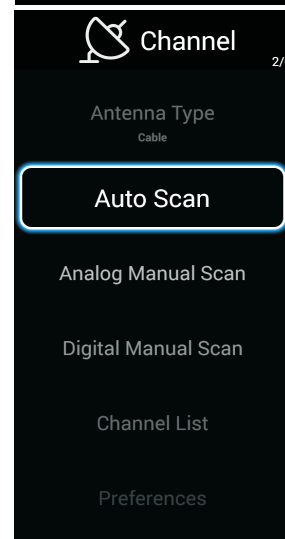 Channel
2/
Antenna Type
Cable
Auto Scan
Analog Manual Scan
Digital Manual Scan
Channel List
Preferences